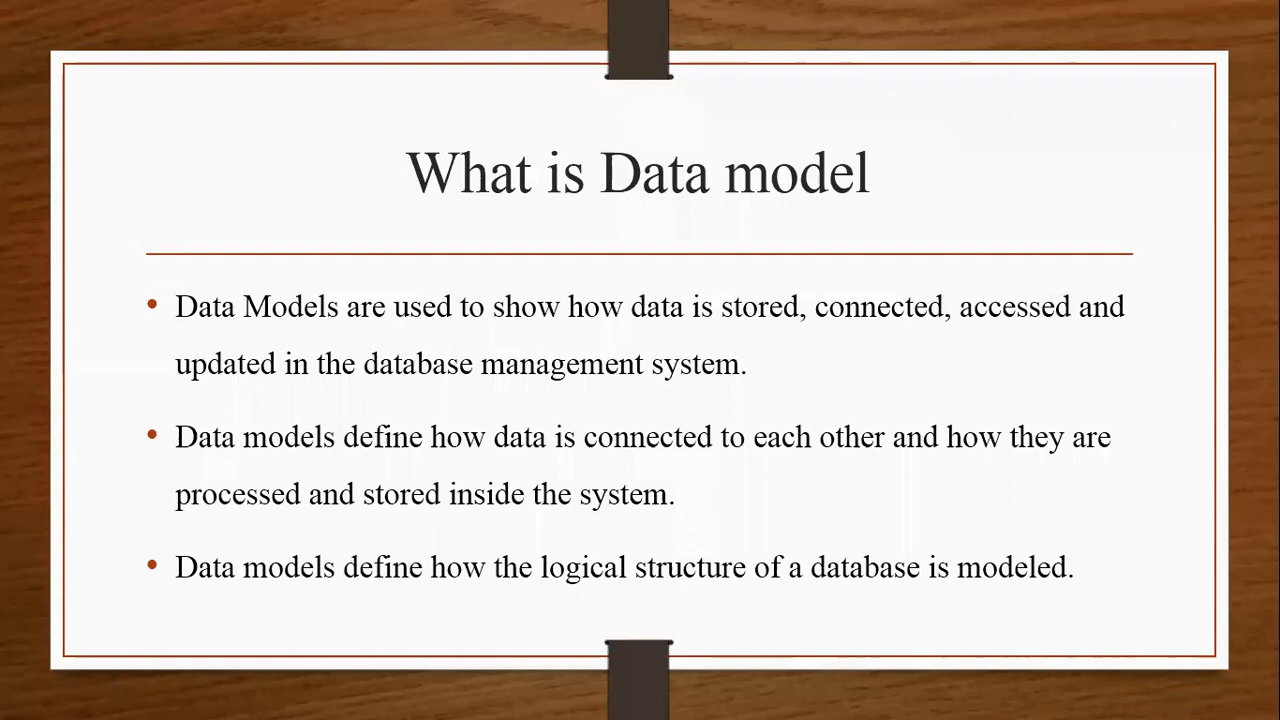 What is Data model
• Data Models are used to show how data is stored, connected, accessed and
updated in the database management system.
• Data models define how data is connected to each other and how they are
processed and stored inside the system.
• Data models define how the logical structure of a database is modeled.